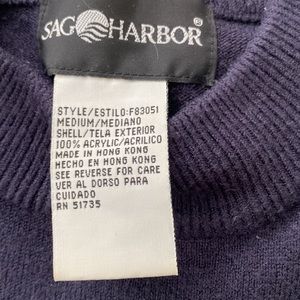 SAG HARBOR®
STYLE/ESTILO:F83051
MEDIUM/MEDIANO
SHELL/TELA EXTERIOR
100% ACRYLIC/ACRILICO
MADE IN HONG KONG
HECHO EN HONG KONG
SEE REVERSE FOR CARE
VER AL DORSO PARA
CUIDADO
RN 51735